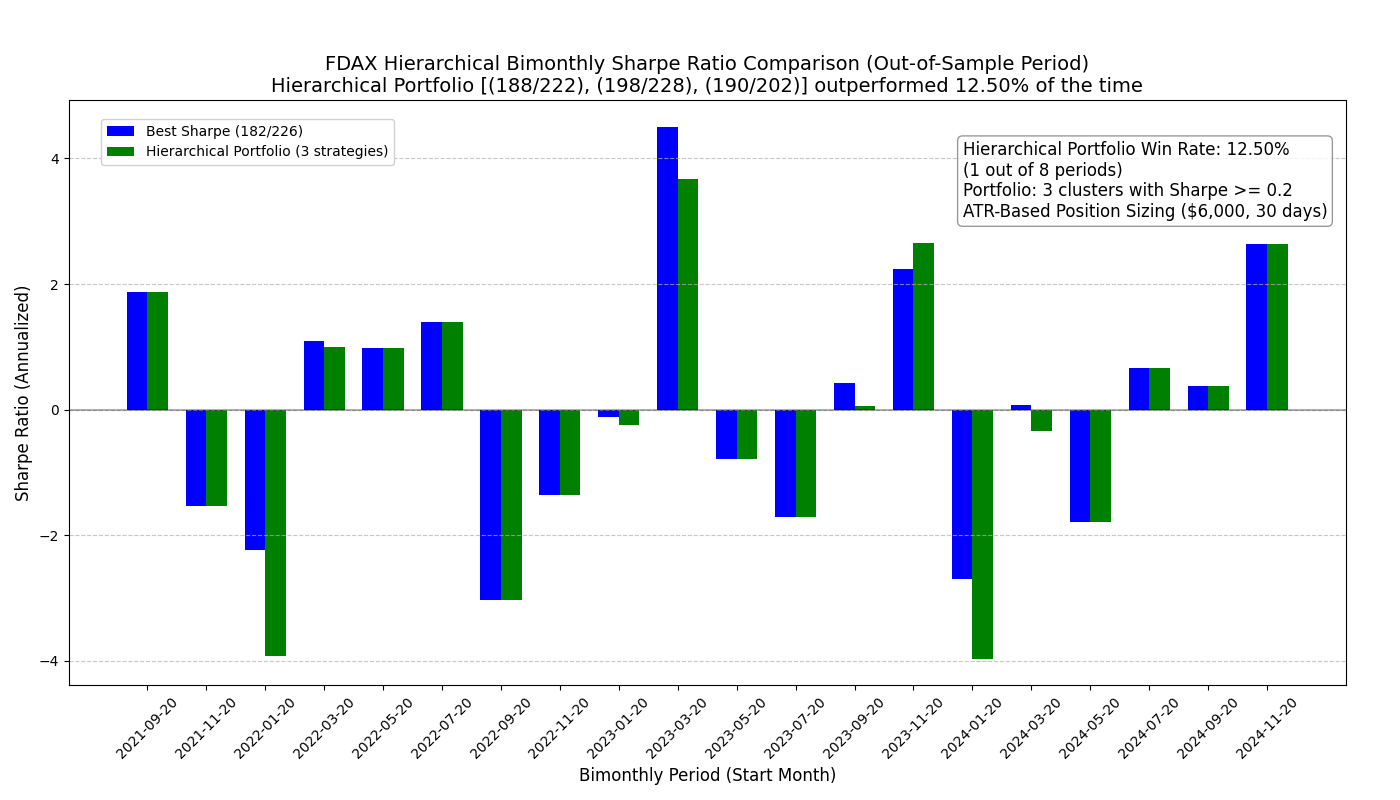 FDAX Hierarchical Bimonthly Sharpe Ratio Comparison (Out-of-Sample Period)
Hierarchical Portfolio [(188/222), (198/228), (190/202)] outperformed 12.50% of the time
Best Sharpe (182/226)
Hierarchical Portfolio (3 strategies)
Hierarchical Portfolio Win Rate: 12.50%
(1 out of 8 periods)
Portfolio: 3 clusters with Sharpe >= 0.2
ATR-Based Position Sizing ($6,000, 30 days)
Sharpe Ratio (Annualized)
4
2
0
−2
−4
2021-09-20
2021-11-20
2022-01-20
2022-03-20
2022-05-20
2022-07-20
2022-09-20
2022-11-20
2023-01-20
2023-03-20
2023-05-20
2023-07-20
2023-09-20
2023-11-20
2024-01-20
2024-03-20
2024-05-20
2024-07-20
2024-09-20
2024-11-20
Bimonthly Period (Start Month)